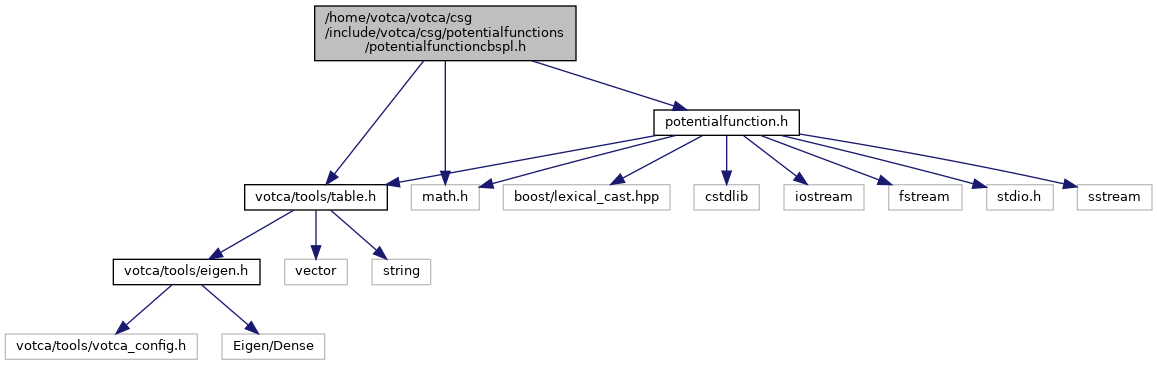 /home/votca/votca/csg
/include/votca/csg/potentialfunctions
/potentialfunctioncbspl.h
potentialfunction.h
votca/tools/table.h
math.h
boost/lexical_cast.hpp
cstdlib
iostream
fstream
stdio.h
sstream
votca/tools/eigen.h
vector
string
votca/tools/votca_config.h
Eigen/Dense